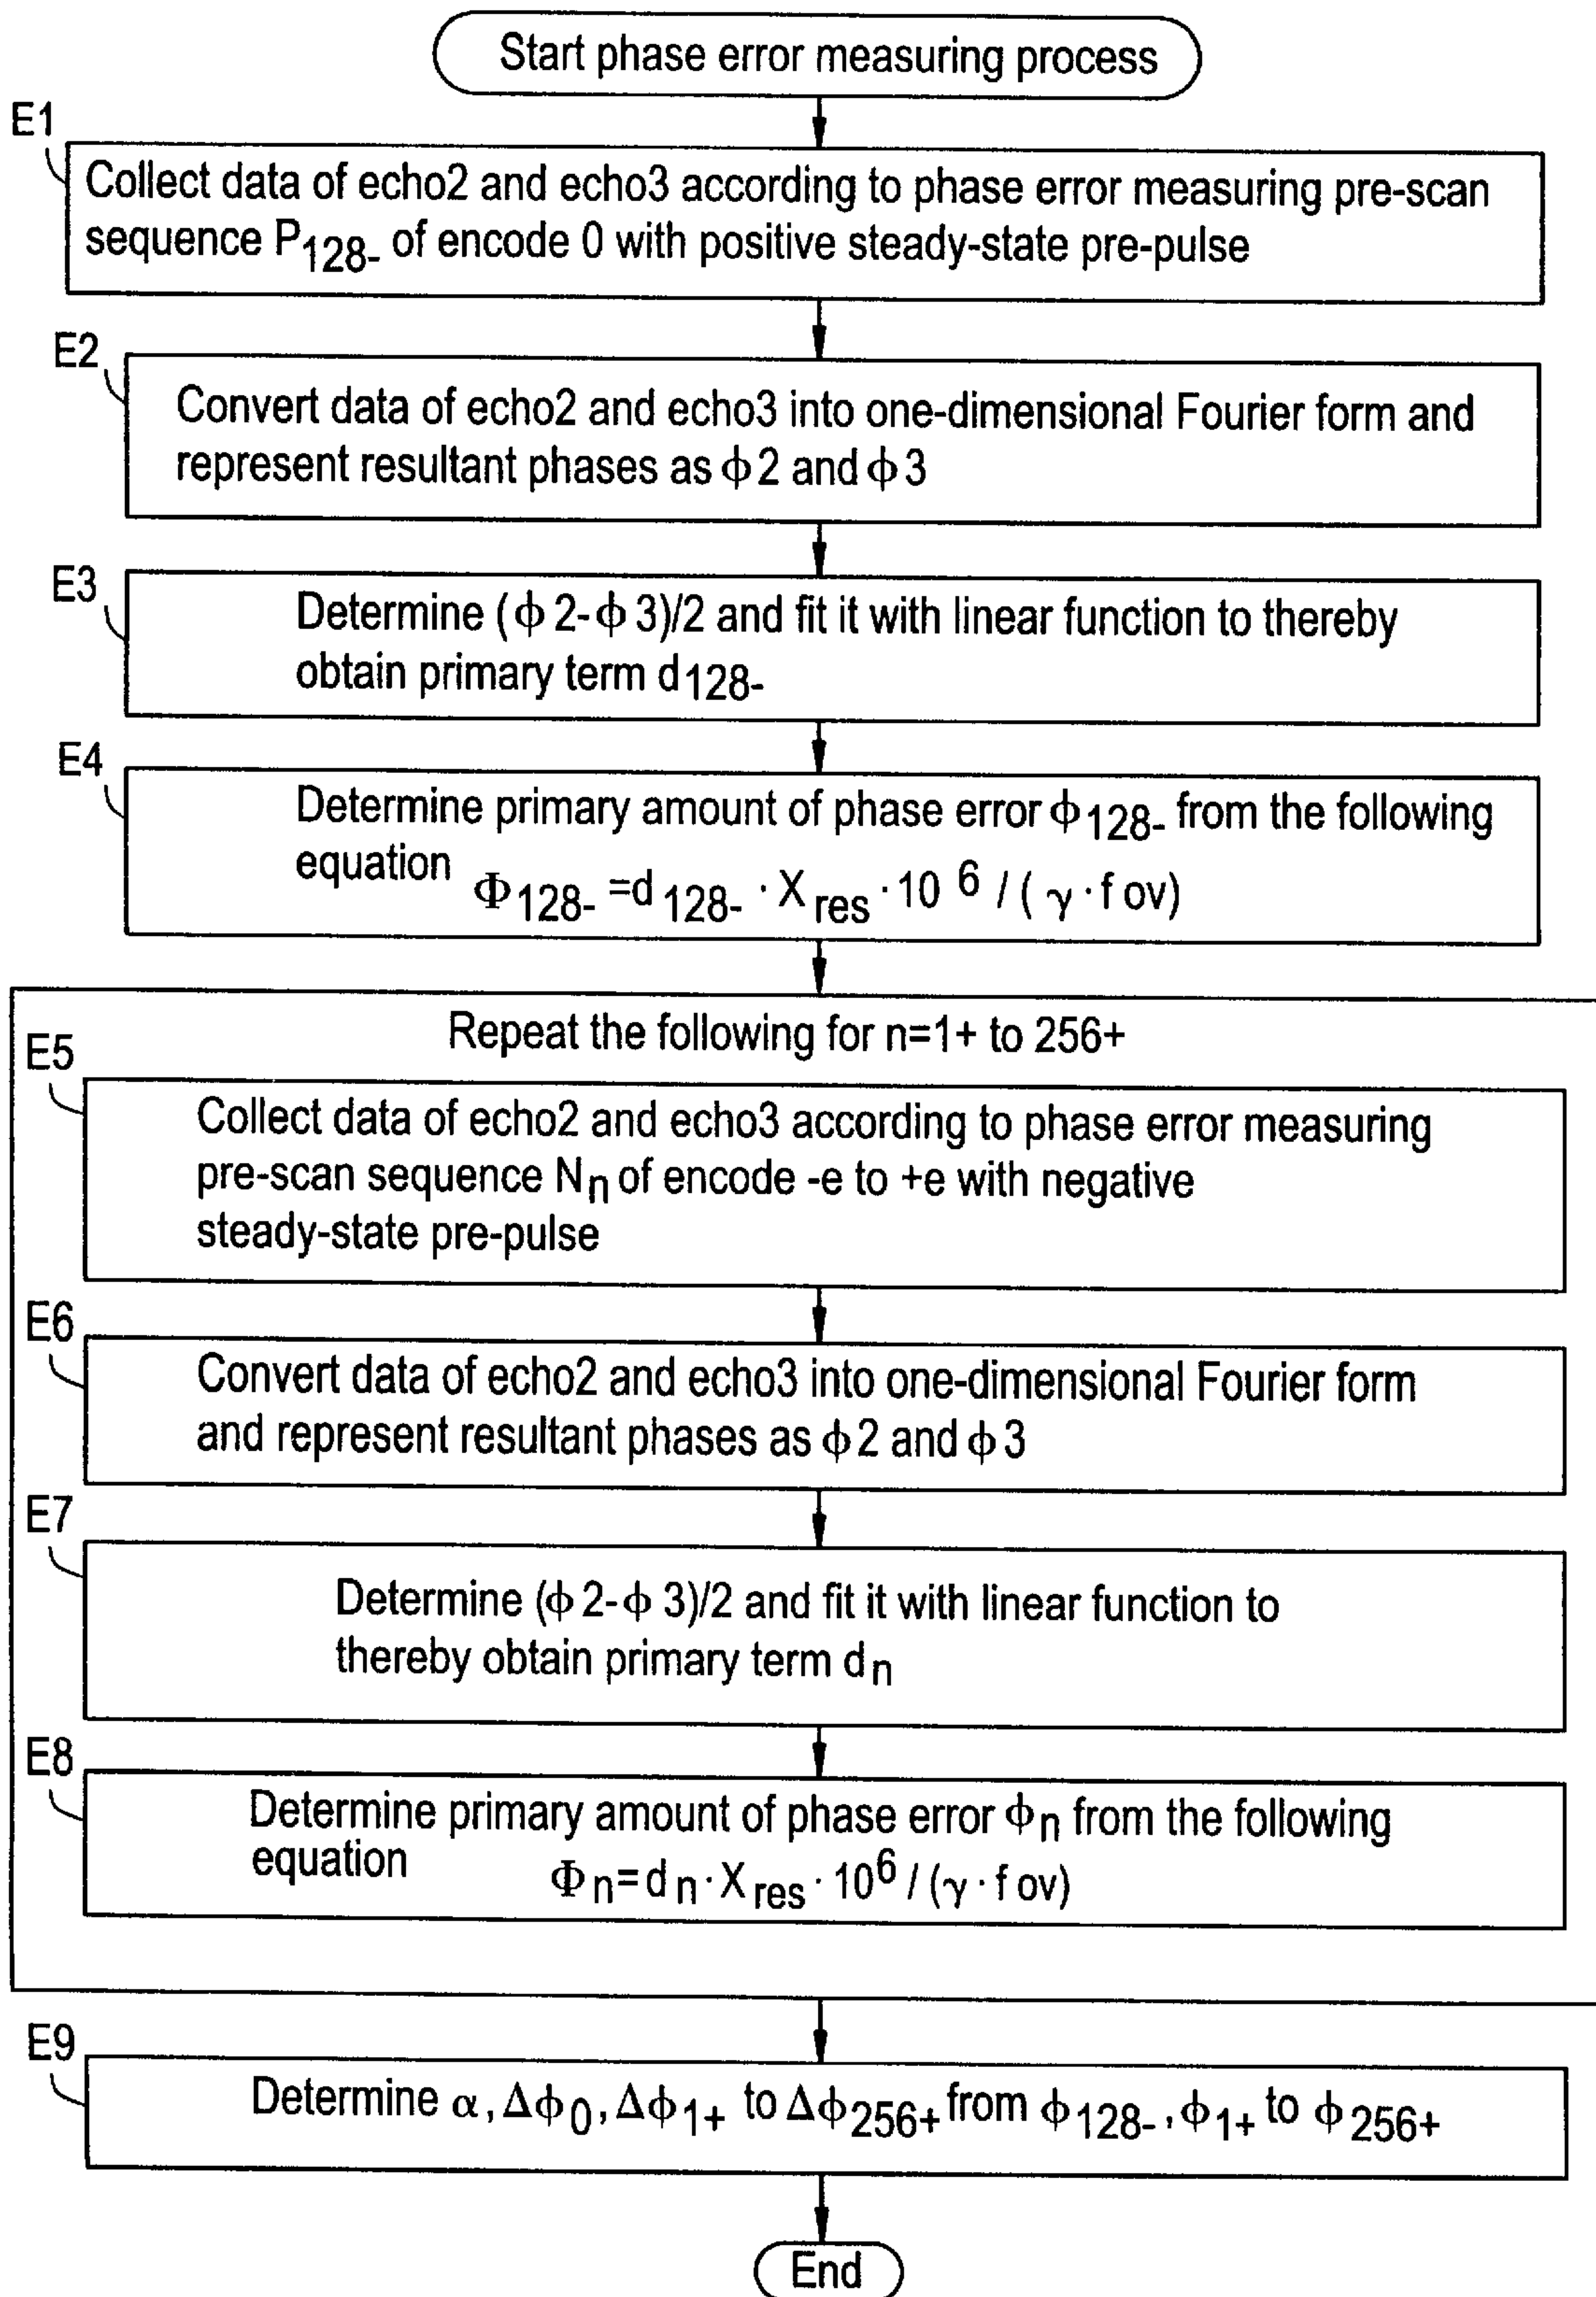 Start phase error measuring process
E1
Collect data of echo2 and echo3 according to phase error measuring pre-scan
sequence P128- of encode 0 with positive steady-state pre-pulse
E2
Convert data of echo2 and echo3 into one-dimensional Fourier form and
represent resultant phases as ϕ2 and ϕ3
E3
Determine (ϕ2-ϕ3)/2 and fit it with linear function to thereby
obtain primary term d128-
E4
Determine primary amount of phase error ϕ128- from the following
equation
Φ128- =d128- · Xres · 10^6 / (γ · fov)
Repeat the following for n=1+ to 256+
E5
Collect data of echo2 and echo3 according to phase error measuring
pre-scan sequence Nn of encode -e to +e with negative
steady-state pre-pulse
E6
Convert data of echo2 and echo3 into one-dimensional Fourier form
and represent resultant phases as ϕ2 and ϕ3
E7
Determine (ϕ2-ϕ3)/2 and fit it with linear function to
thereby obtain primary term dn
E8
Determine primary amount of phase error ϕn from the following
equation
Φn=dn · Xres · 10^6 / (γ · fov)
E9
Determine α, Δϕ0, Δϕ1+ to Δϕ256+ from ϕ128-, ϕ1+ to ϕ256+
End